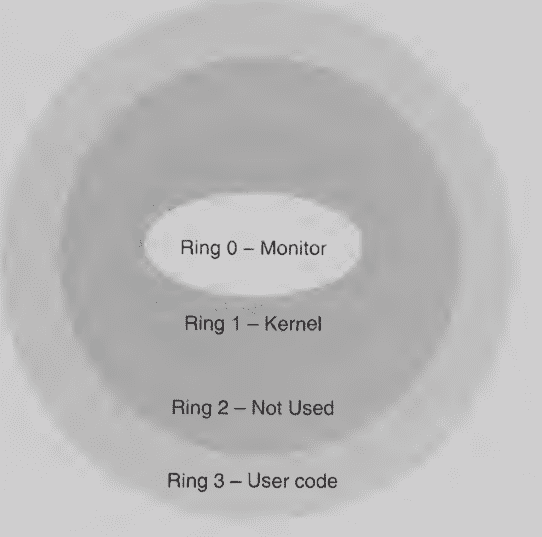 Ring 0 – Monitor
Ring 1 – Kernel
Ring 2 – Not Used
Ring 3 – User code